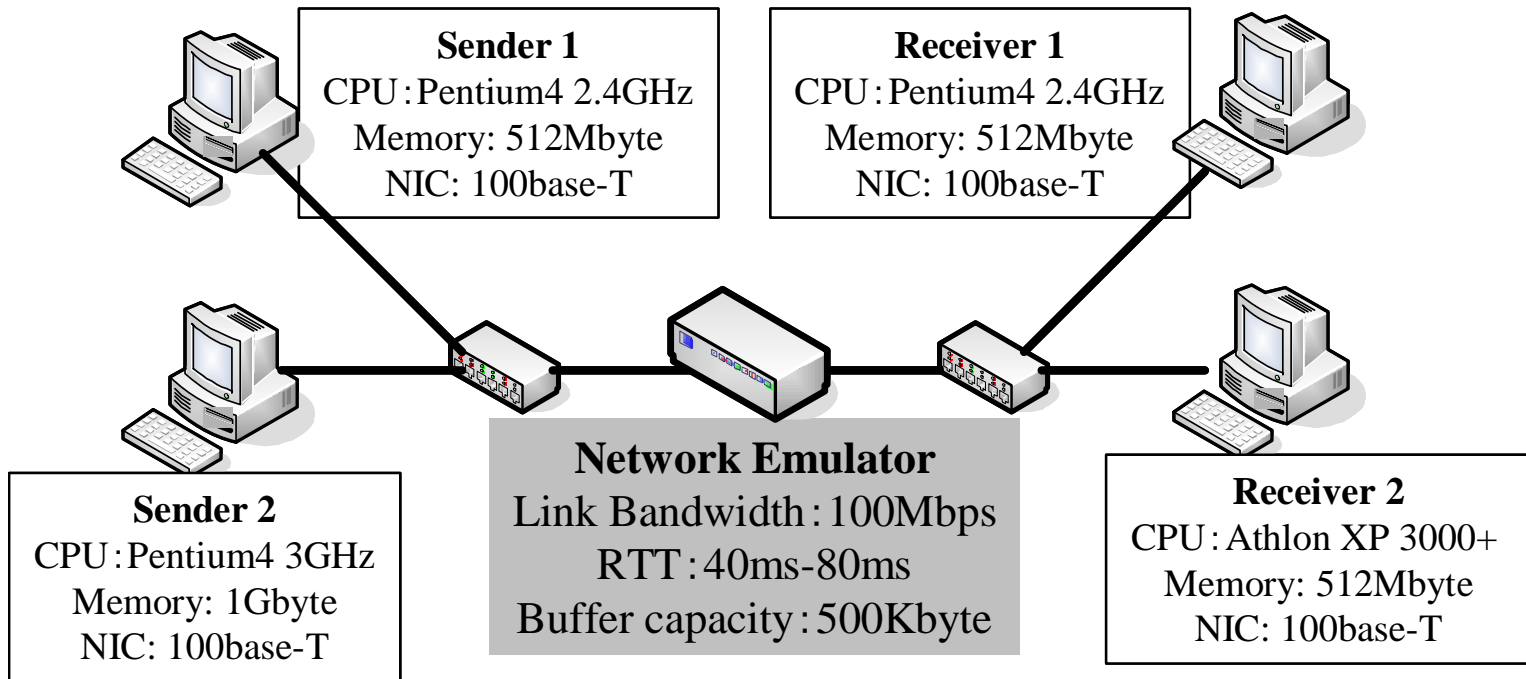 Sender 1
CPU:Pentium4 2.4GHz
Memory: 512Mbyte
NIC: 100base-T
Receiver 1
CPU:Pentium4 2.4GHz
Memory: 512Mbyte
NIC: 100base-T
Sender 2
CPU:Pentium4 3GHz
Memory: 1Gbyte
NIC: 100base-T
Network Emulator
Link Bandwidth:100Mbps
RTT:40ms-80ms
Buffer capacity:500Kbyte
Receiver 2
CPU:Athlon XP 3000+
Memory: 512Mbyte
NIC: 100base-T